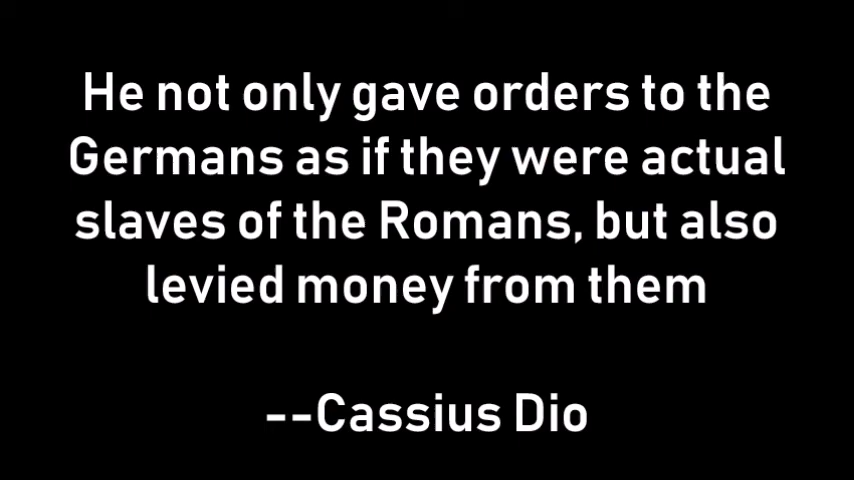 He not only gave orders to the
Germans as if they were actual
slaves of the Romans, but also
levied money from them
--Cassius Dio